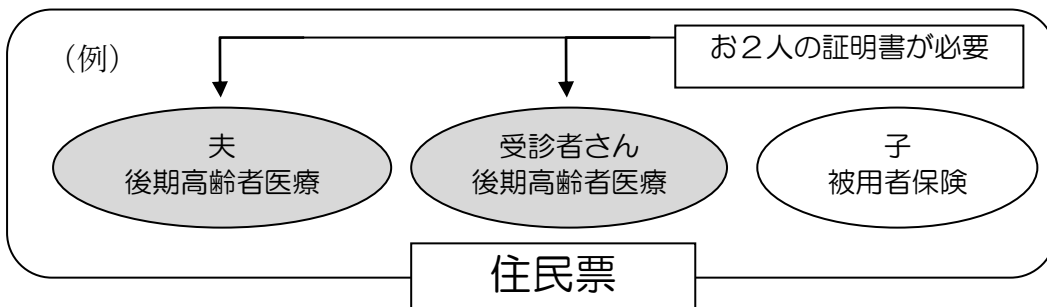 （例）
お２人の証明書が必要
夫
後期高齢者医療
受診者さん
後期高齢者医療
子
被用者保険
住民票